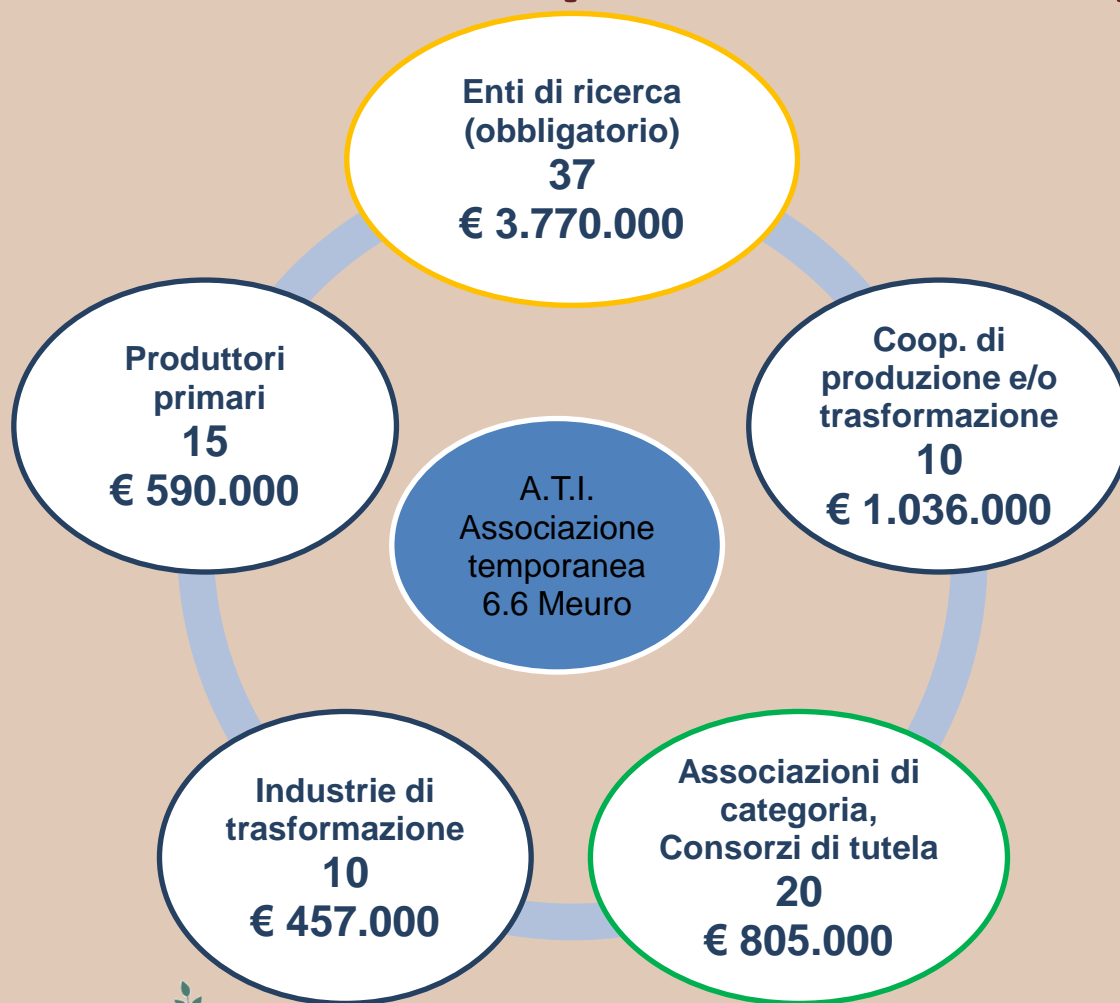 Enti di ricerca
(obbligatorio)
37
€ 3.770.000
Produttori
primari
15
€ 590.000
Coop. di
produzione e/o
trasformazione
10
€ 1.036.000
A.T.I.
Associazione
temporanea
6.6 Meuro
Industrie di
trasformazione
10
€ 457.000
Associazioni di
categoria,
Consorzi di tutela
20
€ 805.000